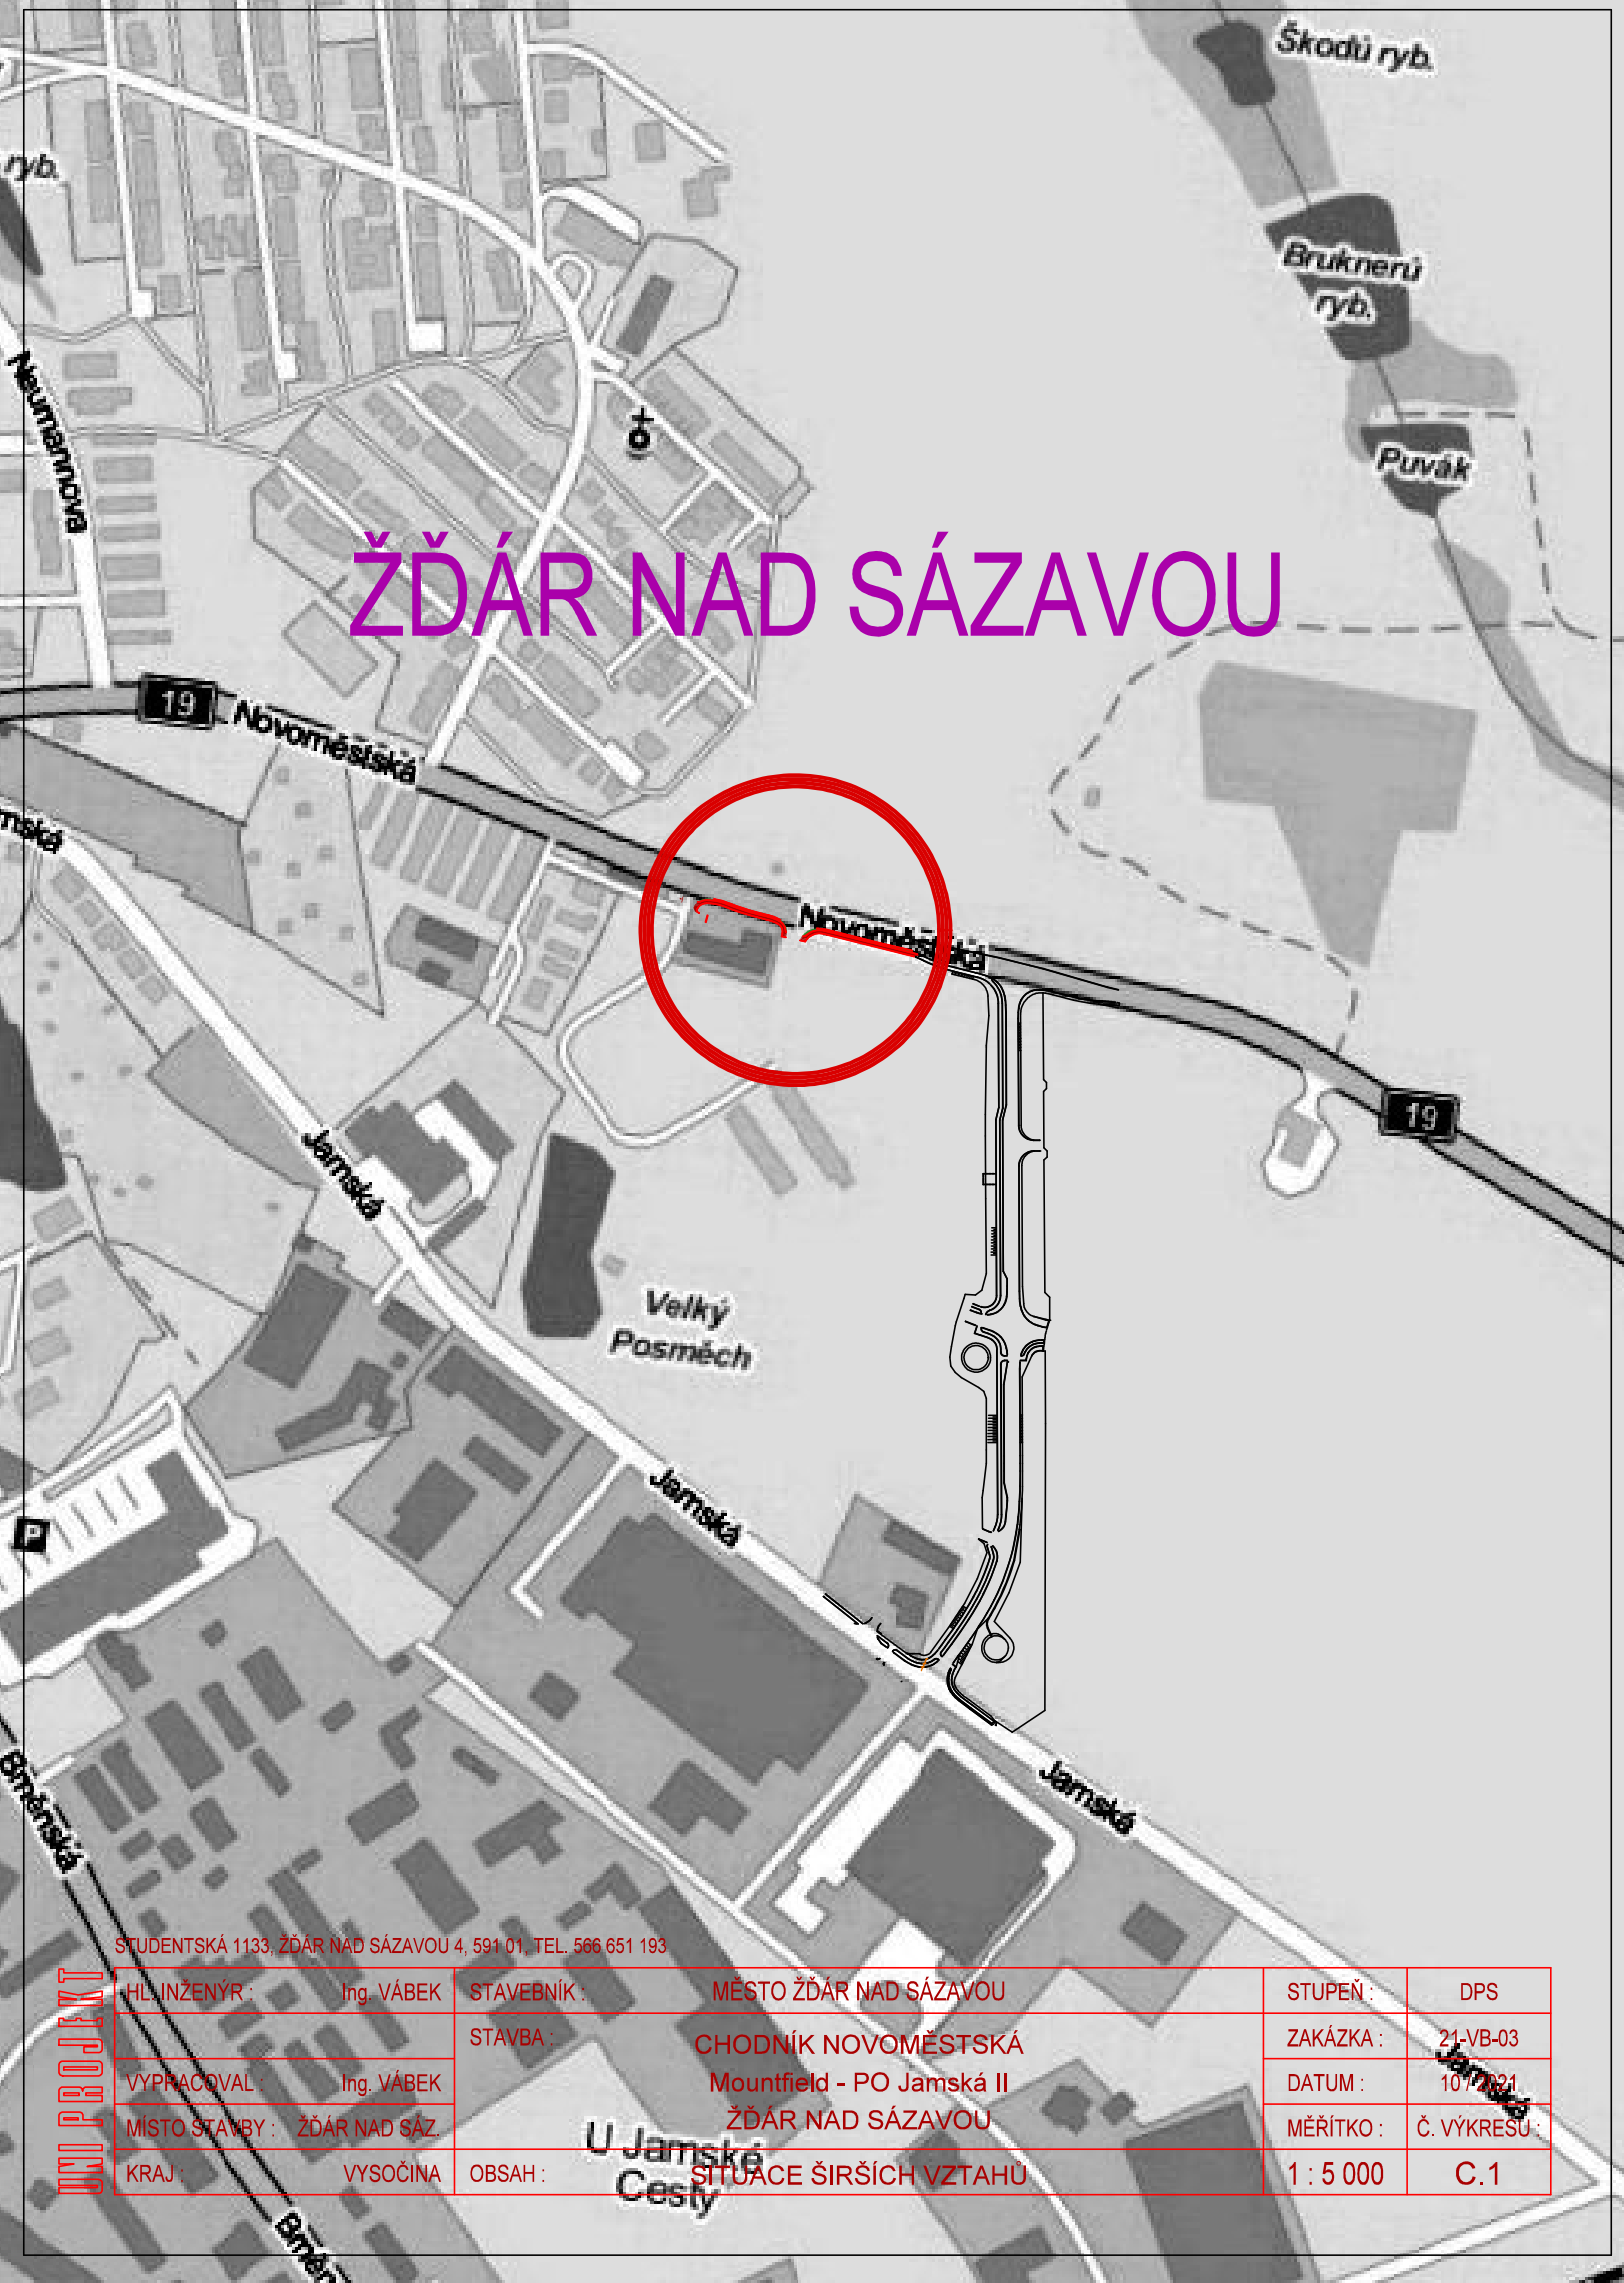 Škodů ryb.
ryb.
Bruknerů
ryb.
Neumannova
Puvák
ŽĎÁR NAD SÁZAVOU
19
Novoměstská
Novoměstská
19
Jamská
Velký
Posměch
Jamská
P
Jamská
Brněnská
STUDENTSKÁ 1133, ŽĎÁR NAD SÁZAVOU 4, 591 01, TEL. 566 651 193
UNI PROJEKT
HL. INŽENÝR : Ing. VÁBEK
STAVEBNÍK : MĚSTO ŽĎÁR NAD SÁZAVOU
STUPEŇ : DPS
STAVBA : CHODNÍK NOVOMĚSTSKÁ
Mountfield - PO Jamská II
ŽĎÁR NAD SÁZAVOU
ZAKÁZKA : 21-VB-03
Jamská
VYPRACOVAL : Ing. VÁBEK
DATUM : 10 / 2021
MÍSTO STAVBY : ŽĎÁR NAD SÁZ.
MĚŘÍTKO : Č. VÝKRESU :
U Jamské
Cesty
KRAJ : VYSOČINA
OBSAH : SITUACE ŠIRŠÍCH VZTAHŮ
1 : 5 000 C.1